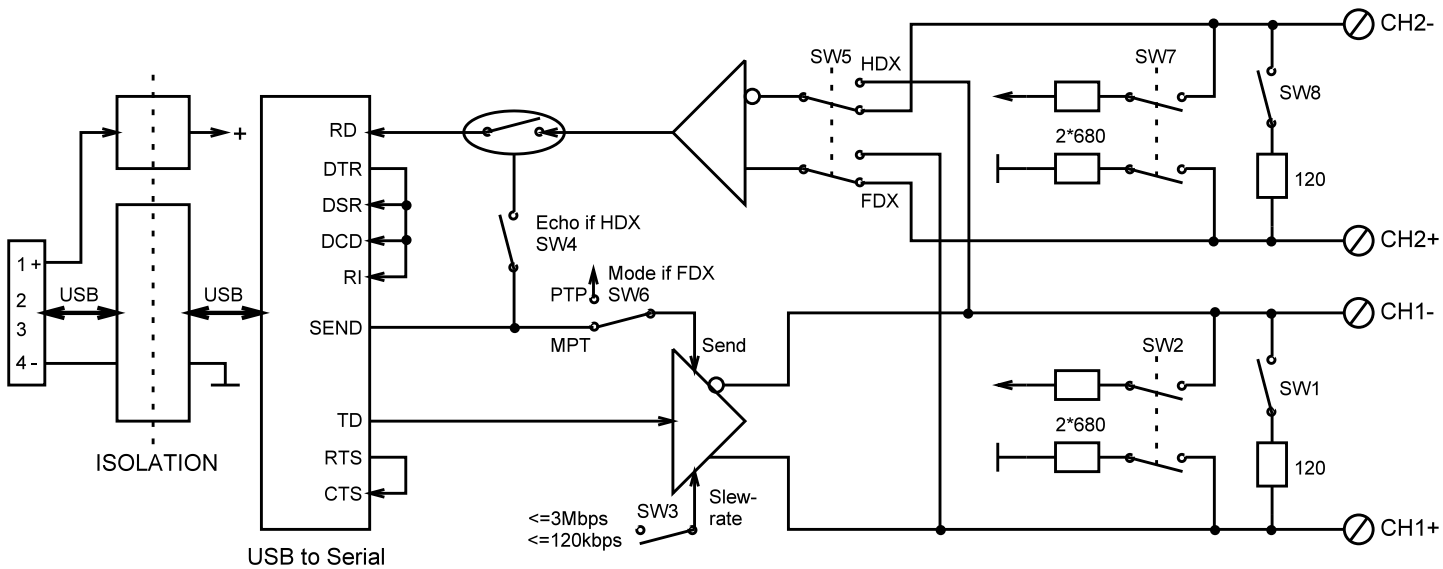 CH2-
SW5
HDX
SW7
SW8
+
RD
2*680
120
DTR
DSR
DCD
RI
FDX
Echo if HDX
SW4
CH2+
1 +
2
3
4 -
USB
USB
Mode if FDX
PTP
SW6
SEND
MPT
Send
CH1-
SW2
SW1
TD
2*680
120
RTS
CTS
ISOLATION
Slew-
rate
SW3
<=3Mbps
<=120kbps
CH1+
USB to Serial